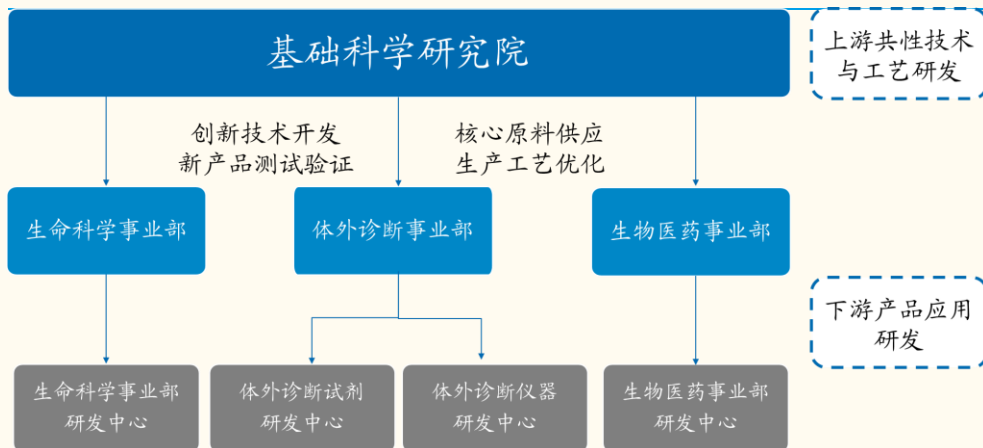 基础科学研究院
上游共性技术
与工艺研发
创新技术开发
新产品测试验证
核心原料供应
生产工艺优化
生命科学事业部
体外诊断事业部
生物医药事业部
下游产品应用
研发
生命科学事业部
研发中心
体外诊断试剂
研发中心
体外诊断仪器
研发中心
生物医药事业部
研发中心